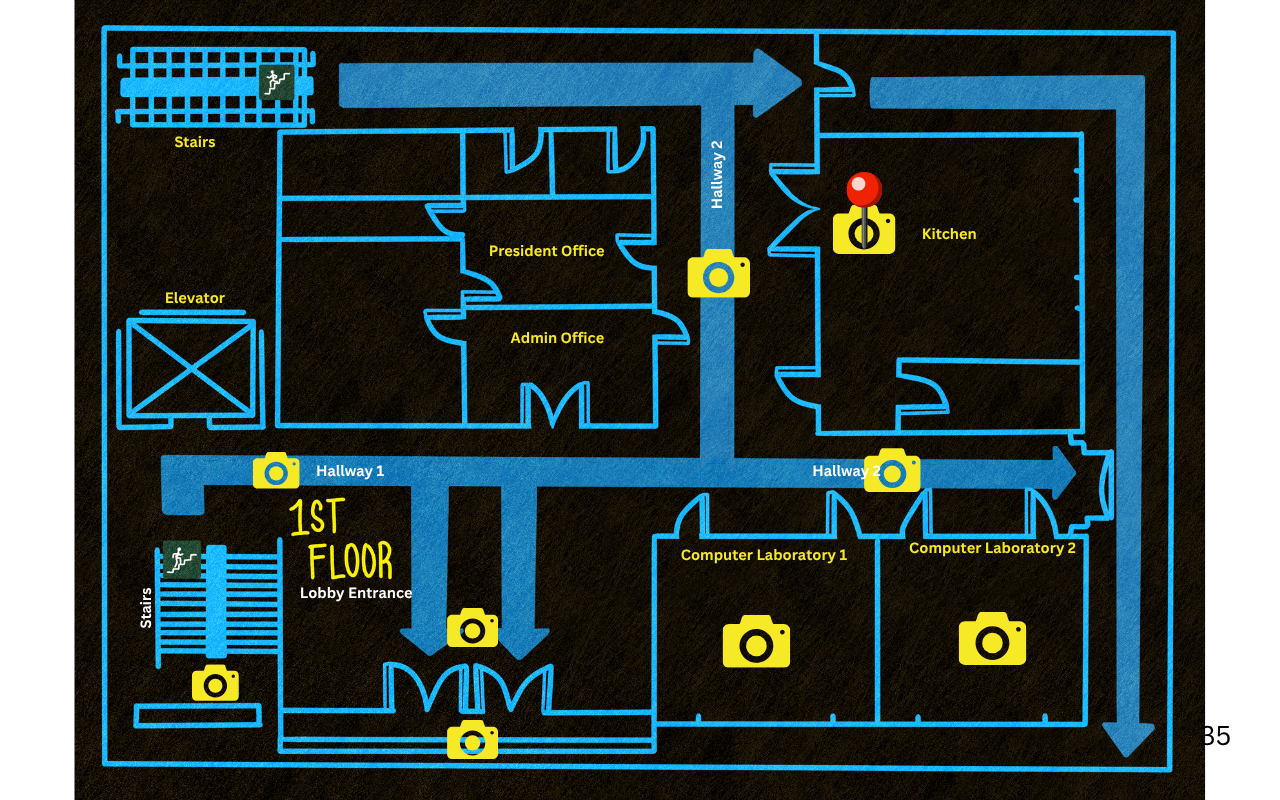 Stairs
Hallway 2
Kitchen
President Office
Elevator
Admin Office
Hallway 1
Hallway 2
1ST
FLOOR
Lobby Entrance
Computer Laboratory 1
Computer Laboratory 2
Stairs
35